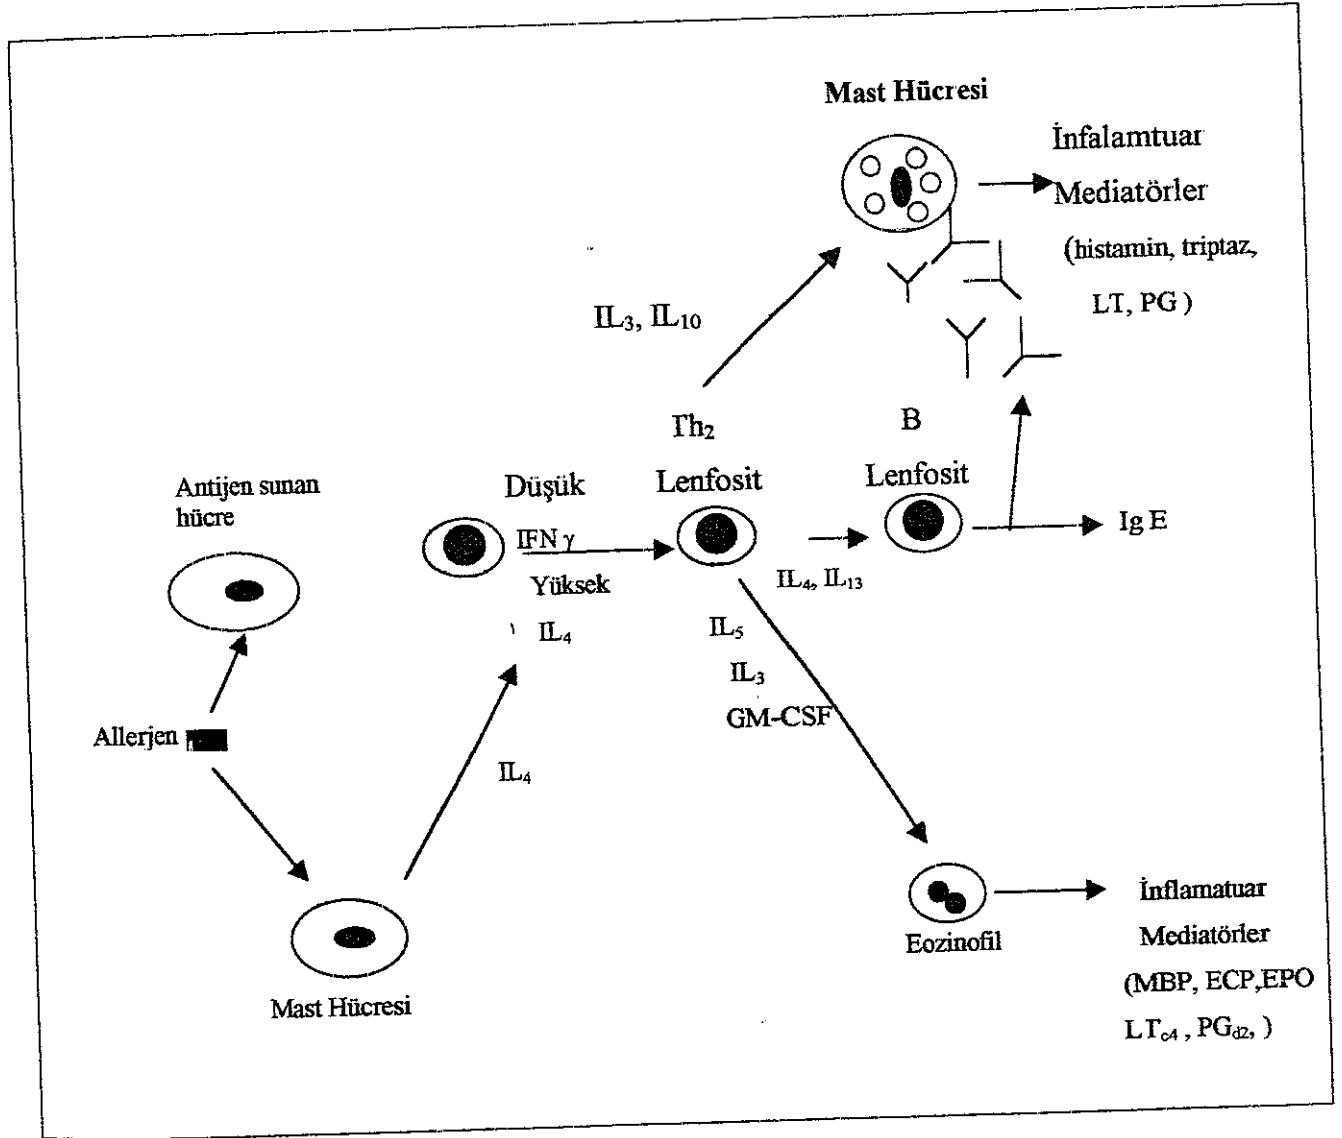 Mast Hücresi
İnfalamtuar
Mediatörler
(histamin, triptaz,
LT, PG )
IL3, IL10
Th2
Lenfosit
B
Lenfosit
Antijen sunan
hücre
Düşük
IFN γ
Yüksek
IL4
IL4, IL13
Ig E
IL5
IL3
GM-CSF
Allerjen
IL4
Mast Hücresi
Eozinofil
İnflamatuar
Mediatörler
(MBP, ECP,EPO
LTc4 , PGd2, )